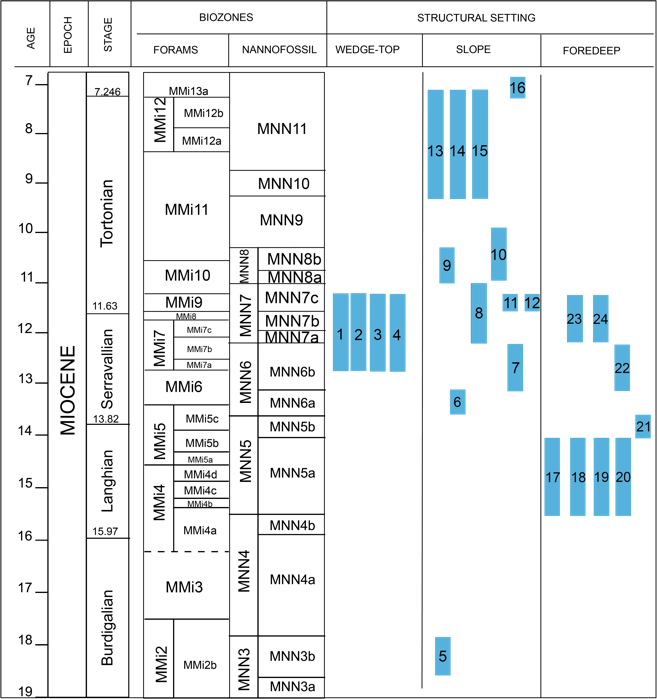 BIOZONES STRUCTURAL SETTING
AGE EPOCH STAGE FORAMS NANNOFOSSIL WEDGE-TOP SLOPE FOREDEEP
7 MMi13a 16
7.246
MMi12 MMi12b
8 MMi12a MNN11 13 14 15
9 MNN10
Tortonian MMi11 MNN9
10 10
MNN8 MNN8b 9
11 MMi10 MNN8a
MMi9 MNN7 MNN7c 11 12
11.63 MMi8 8 23 24
12 MMi7 MMi7c MNN7b 1 2 3 4
MMi7b MNN7a
MIOCENE Serravallian MMi7a MNN6 MNN6b 7 22
13 MMi6
MNN6a 6
13.82 MMi5 MMi5c MNN5b 21
14
MMi5b MNN5
MMi5a
Langhian MMi4 MMi4d MNN5a 17 18 19 20
15 MMi4c
MMi4b
15.97 MMi4a MNN4b
16
MMi3 MNN4 MNN4a
17
Burdigalian
18 MMi2 MMi2b MNN3 MNN3b 5
19 MNN3a